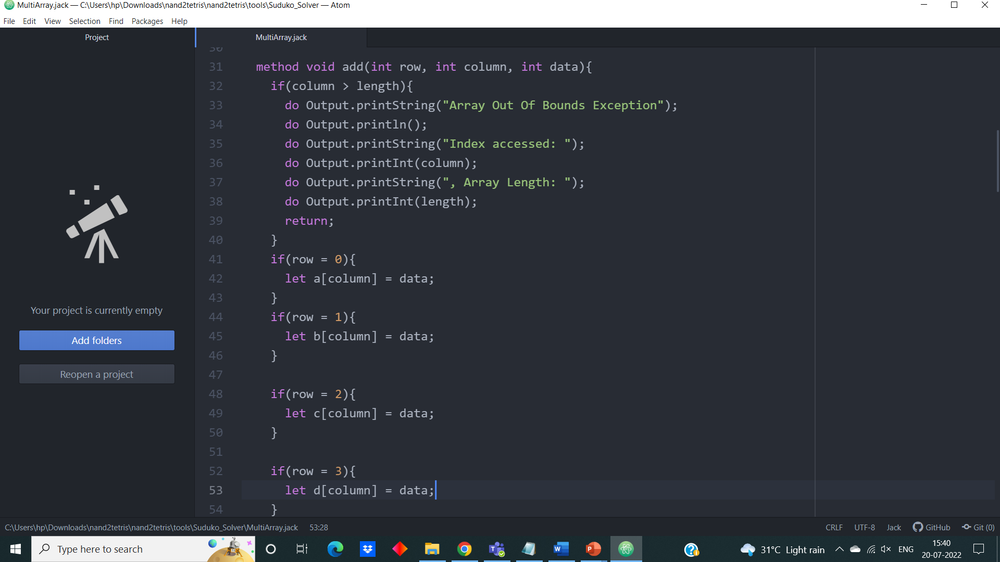 MultiArray.jack — C:\Users\hp\Downloads\nand2tetris\nand2tetris\tools\Suduko_Solver — Atom
File Edit View Selection Find Packages Help
Project
MultiArray.jack
30
31 method void add(int row, int column, int data){
32 if(column > length){
33 do Output.printString("Array Out Of Bounds Exception");
34 do Output.println();
35 do Output.printString("Index accessed: ");
36 do Output.printInt(column);
37 do Output.printString(", Array Length: ");
38 do Output.printInt(length);
39 return;
40 }
41 if(row = 0){
42 let a[column] = data;
43 }
44 if(row = 1){
45 let b[column] = data;
46 }
47
48 if(row = 2){
49 let c[column] = data;
50 }
51
52 if(row = 3){
53 let d[column] = data;
54 }
Your project is currently empty
Add folders
Reopen a project
C:\Users\hp\Downloads\nand2tetris\nand2tetris\tools\Suduko_Solver\MultiArray.jack 53:28
CRLF UTF-8 Jack GitHub Git (0)
Type here to search
31°C Light rain
ENG
15:40
20-07-2022